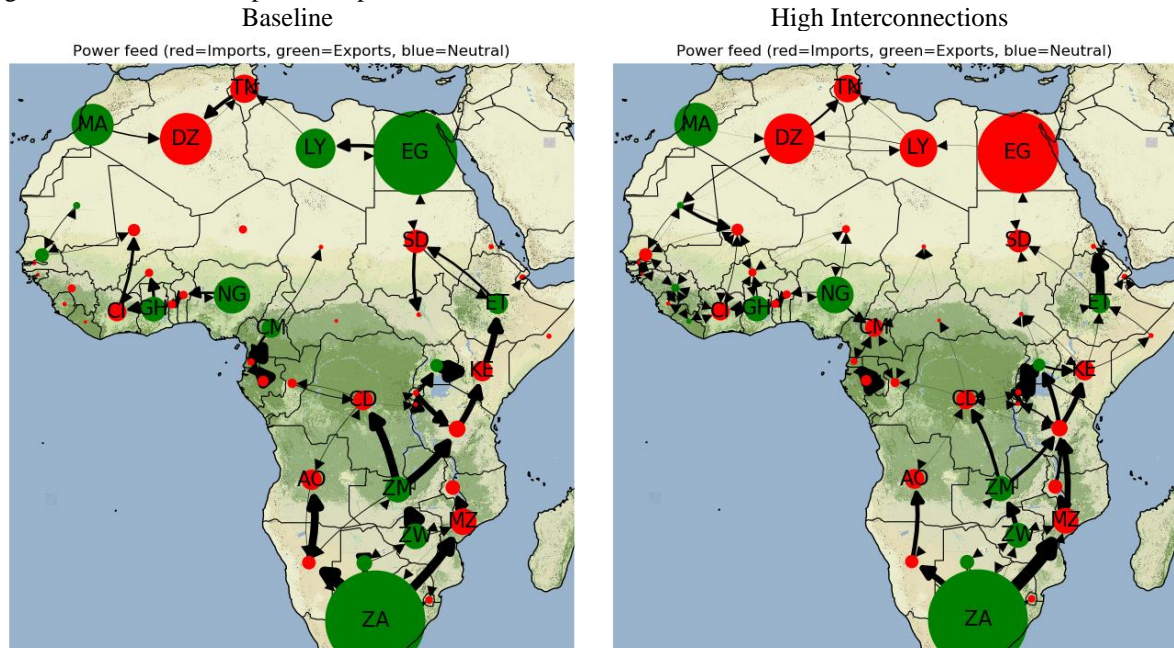 Baseline
High Interconnections
Power feed (red=Imports, green=Exports, blue=Neutral)
Power feed (red=Imports, green=Exports, blue=Neutral)
TN
MA
DZ
LY
EG
SD
CI
GH
NG
ET
CM
KE
CD
AO
ZM
MZ
ZW
ZA
TN
MA
DZ
LY
EG
SD
CI
GH
NG
ET
CM
KE
CD
AO
ZM
MZ
ZW
ZA